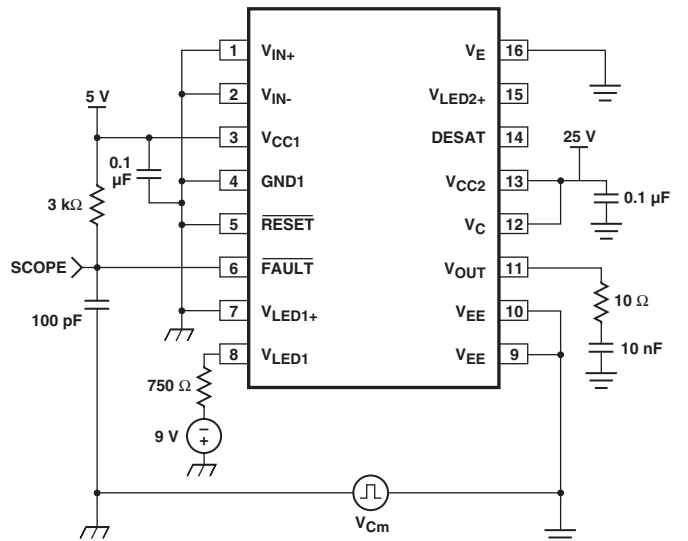 1 V_IN+
2 V_IN-
3 V_CC1
4 GND1
5 RESET
6 FAULT
7 V_LED1+
8 V_LED1
V_E 16
V_LED2+ 15
DESAT 14
V_CC2 13
V_C 12
V_OUT 11
V_EE 10
V_EE 9
5 V
0.1
µF
3 kΩ
SCOPE
100 pF
750 Ω
9 V
− +
25 V
0.1 µF
10 Ω
10 nF
V_Cm